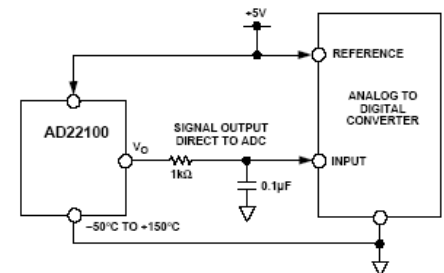 +5V
REFERENCE
ANALOG TO
DIGITAL
CONVERTER
AD22100
VO
SIGNAL OUTPUT
DIRECT TO ADC
1kΩ
0.1µF
INPUT
–50°C TO +150°C